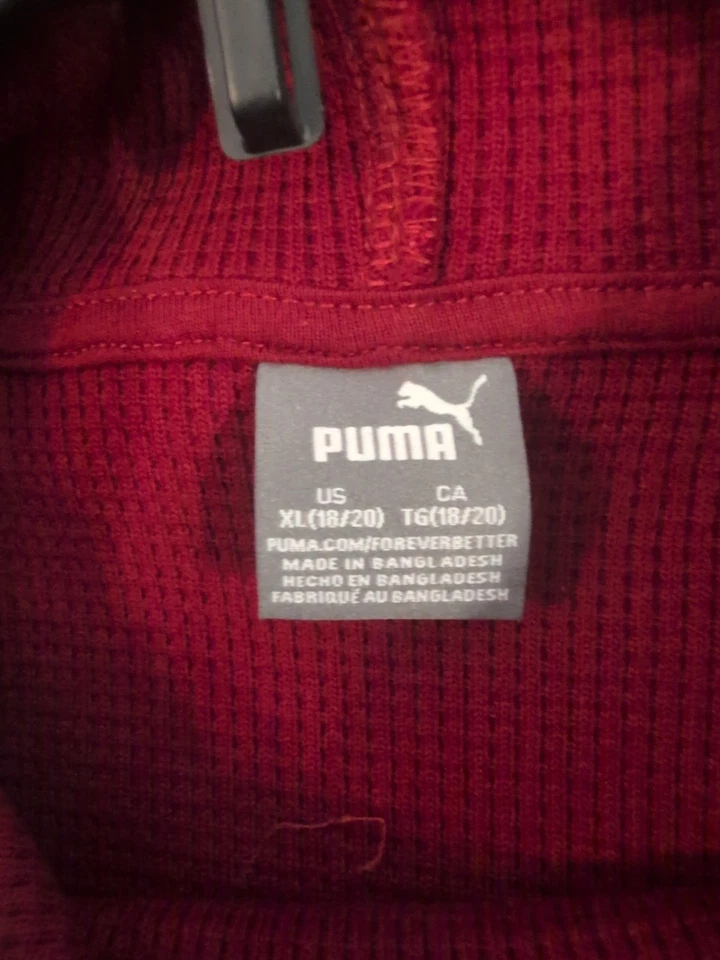 PUMA
US CA
XL(18/20) TG(18/20)
PUMA.COM/FOREVERBETTER
MADE IN BANGLADESH
HECHO EN BANGLADESH
FABRIQUÉ AU BANGLADESH